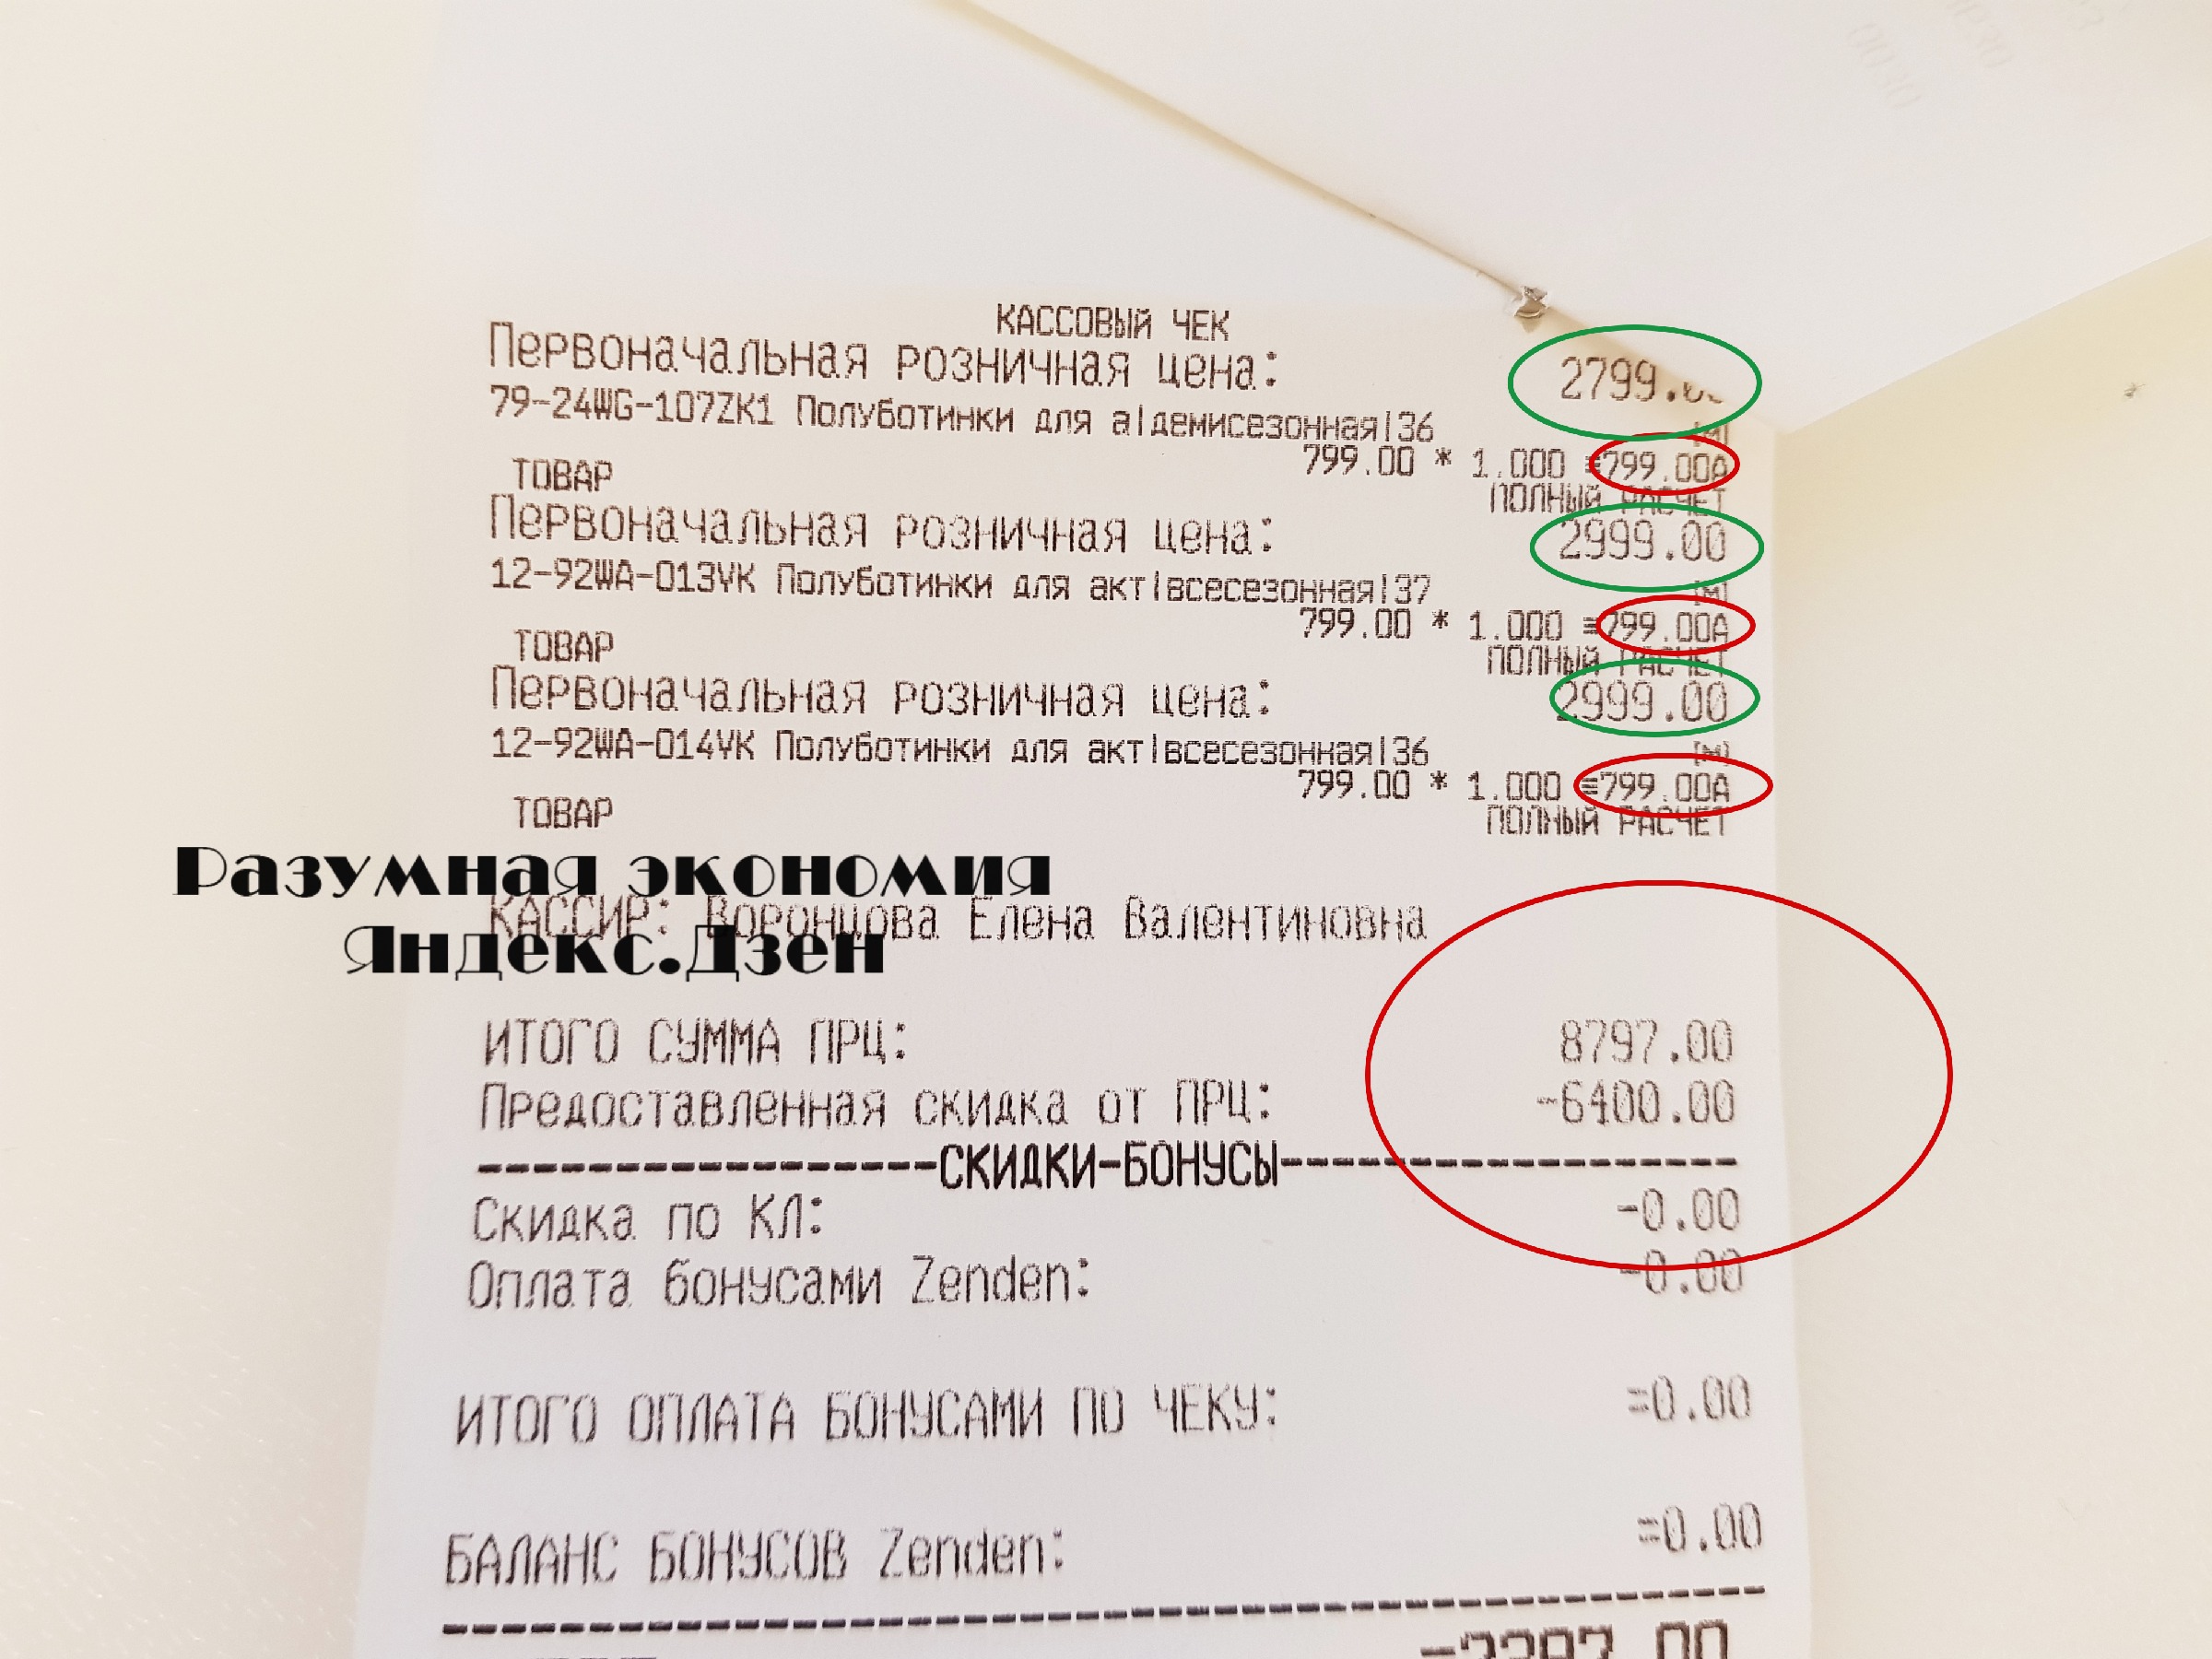 КАССОВЫЙ ЧЕК
Первоначальная розничная цена: 2799.0
79-24WG-107ZK1 Полуботинки для а|демисезонная|36
[М]
799.00 * 1.000 =799.00А
ТОВАР
ПОЛНЫЙ РАСЧЕТ
Первоначальная розничная цена: 2999.00
12-92WA-013VK Полуботинки для акт|всесезонная|37
[М]
799.00 * 1.000 =799.00А
ТОВАР
ПОЛНЫЙ РАСЧЕТ
Первоначальная розничная цена: 2999.00
12-92WA-014VK Полуботинки для акт|всесезонная|36
[М]
799.00 * 1.000 =799.00А
ТОВАР
ПОЛНЫЙ РАСЧЕТ
Разумная экономия
КАССИР: Воронцова Елена Валентиновна
Яндекс.Дзен
ИТОГО СУММА ПРЦ: 8797.00
Предоставленная скидка от ПРЦ: -6400.00
------------------СКИДКИ-БОНУСЫ------------------
Скидка по КЛ: -0.00
Оплата бонусами Zenden: -0.00
ИТОГО ОПЛАТА БОНУСАМИ ПО ЧЕКУ: =0.00
БАЛАНС БОНУСОВ Zenden: =0.00